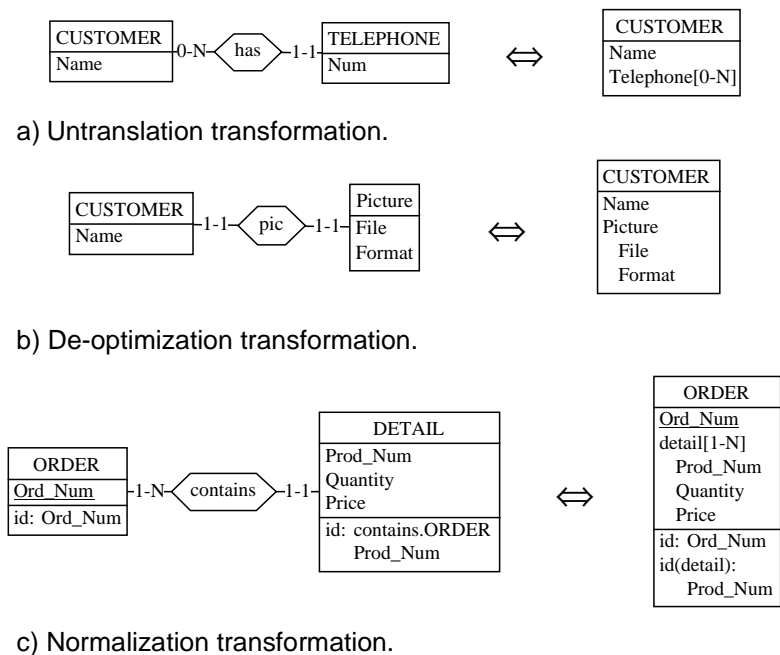 CUSTOMER
Name
0-N
has
1-1
TELEPHONE
Num
⇔
CUSTOMER
Name
Telephone[0-N]
a) Untranslation transformation.
CUSTOMER
Name
1-1
pic
1-1
Picture
File
Format
⇔
CUSTOMER
Name
Picture
File
Format
b) De-optimization transformation.
ORDER
Ord_Num
id: Ord_Num
1-N
contains
1-1
DETAIL
Prod_Num
Quantity
Price
id: contains.ORDER
Prod_Num
⇔
ORDER
Ord_Num
detail[1-N]
Prod_Num
Quantity
Price
id: Ord_Num
id(detail):
Prod_Num
c) Normalization transformation.